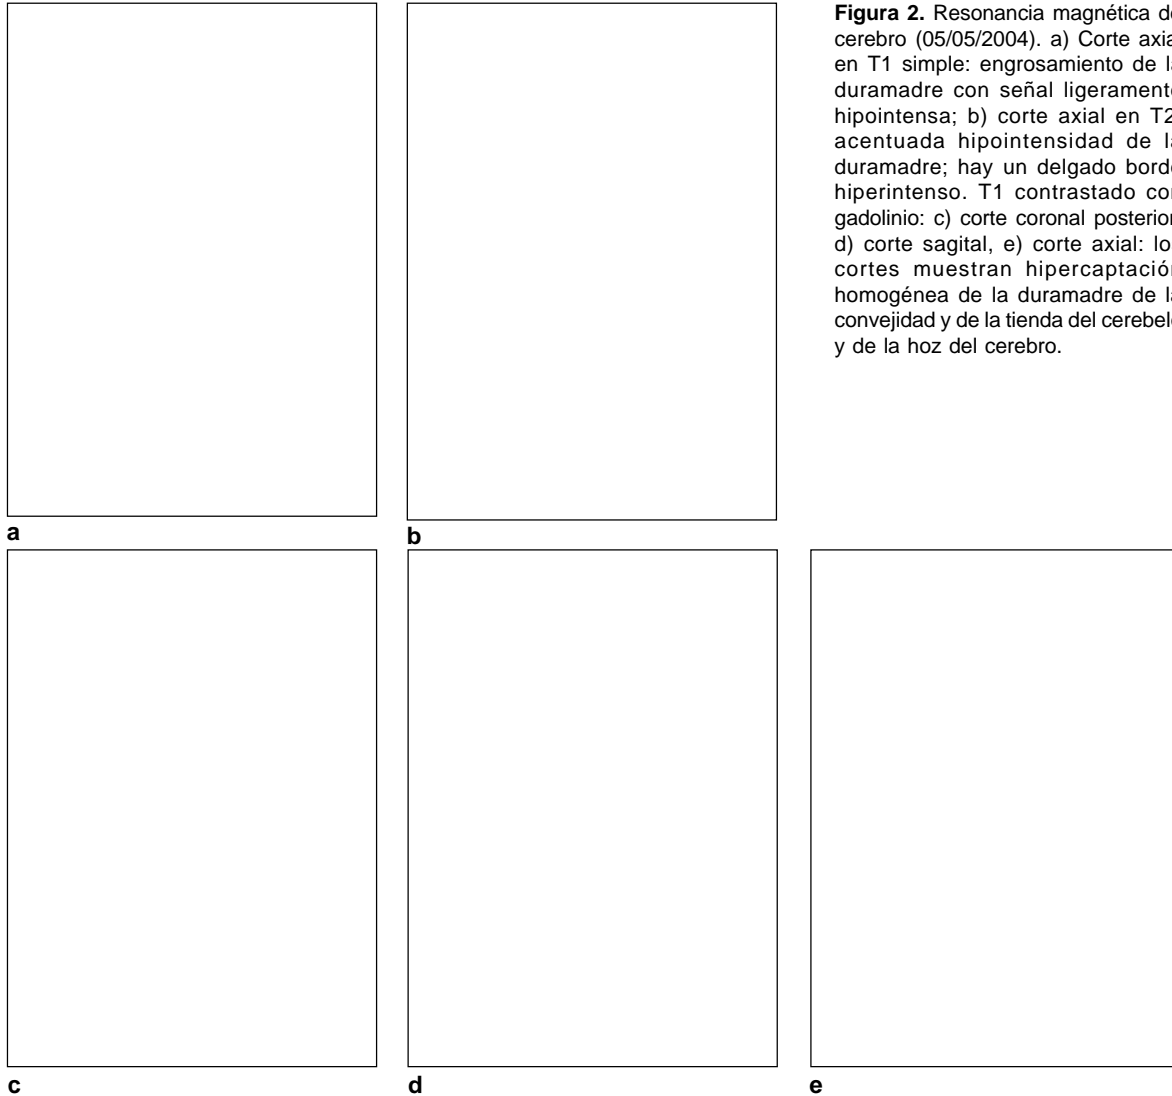 Figura 2. Resonancia magnética de
cerebro (05/05/2004). a) Corte axia
en T1 simple: engrosamiento de la
duramadre con señal ligeramente
hipointensa; b) corte axial en T2
acentuada hipointensidad de la
duramadre; hay un delgado borde
hiperintenso. T1 contrastado con
gadolinio: c) corte coronal posterior
d) corte sagital, e) corte axial: lo
cortes muestran hipercaptación
homogénea de la duramadre de la
convejidad y de la tienda del cerebelo
y de la hoz del cerebro.
a
b
c
d
e